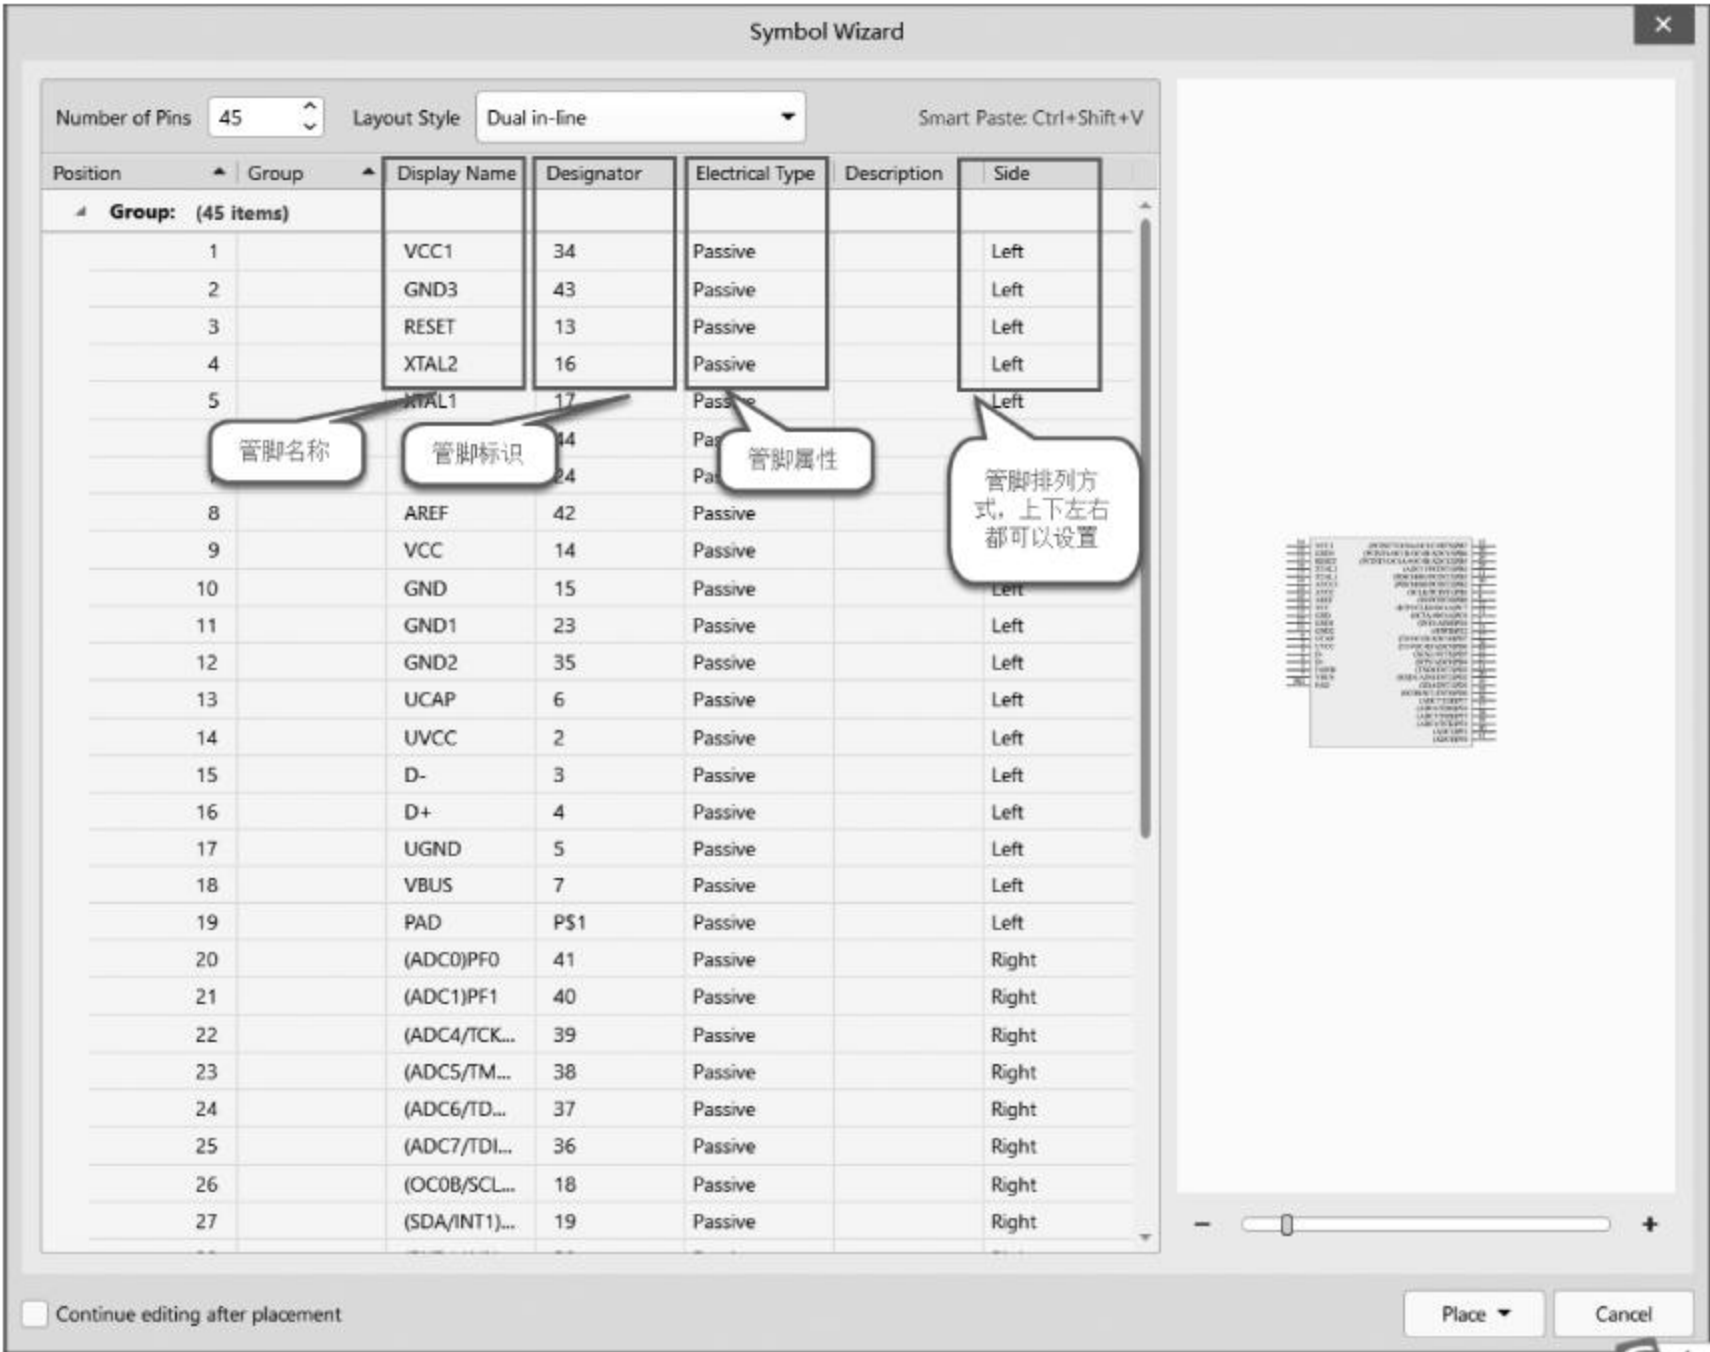 Symbol Wizard
Number of Pins 45 Layout Style Dual in-line Smart Paste: Ctrl+Shift+V
Position Group Display Name Designator Electrical Type Description Side
Group: (45 items)
1 VCC1 34 Passive Left
2 GND3 43 Passive Left
3 RESET 13 Passive Left
4 XTAL2 16 Passive Left
5 XTAL1 17 Passive Left
管脚名称
管脚标识
管脚属性
管脚排列方
式，上下左右
都可以设置
8 AREF 42 Passive
9 VCC 14 Passive
10 GND 15 Passive Left
11 GND1 23 Passive Left
12 GND2 35 Passive Left
13 UCAP 6 Passive Left
14 UVCC 2 Passive Left
15 D- 3 Passive Left
16 D+ 4 Passive Left
17 UGND 5 Passive Left
18 VBUS 7 Passive Left
19 PAD P$1 Passive Left
20 (ADC0)PF0 41 Passive Right
21 (ADC1)PF1 40 Passive Right
22 (ADC4/TCK... 39 Passive Right
23 (ADC5/TM... 38 Passive Right
24 (ADC6/TD... 37 Passive Right
25 (ADC7/TDI... 36 Passive Right
26 (OC0B/SCL... 18 Passive Right
27 (SDA/INT1)... 19 Passive Right
Continue editing after placement
Place Cancel